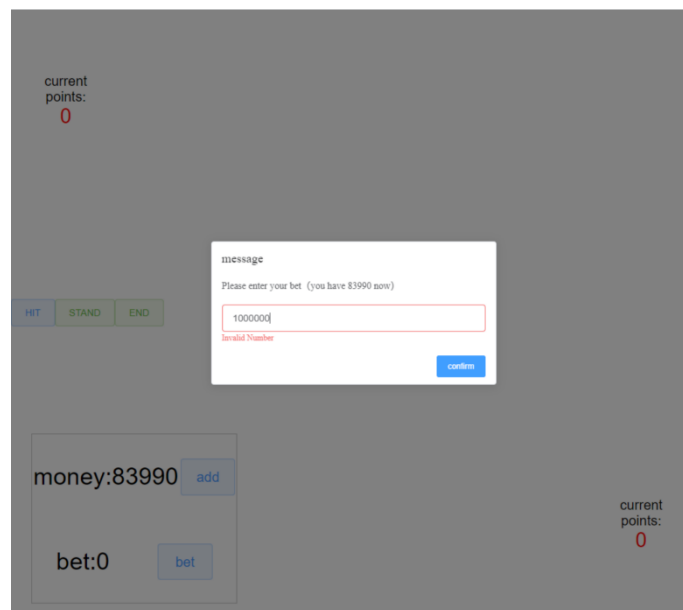 current
points:
0
message
Please enter your bet（you have 83990 now）
1000000
Invalid Number
confirm
HIT STAND END
money:83990 add
bet:0 bet
current
points:
0